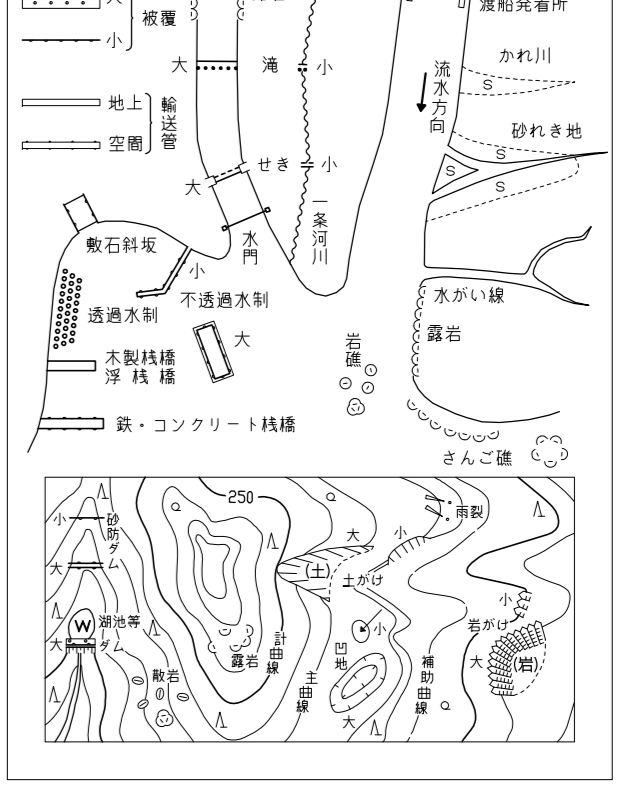 大
被覆
小
渡船発着所
大 滝 小
かれ川
S
流水方向
地上
輸送管
空間
砂れき地
S
S
S
せき 小
大
一条河川
水門
敷石斜坂
小
不透過水制
水がい線
透過水制
大
露岩
岩礁
木製桟橋
浮桟橋
鉄・コンクリート桟橋
さんご礁
250
小 砂防ダム
大
雨裂
大
小
(土)
土がけ
小
岩がけ
W 湖池等
大 ダム
小
計曲線
凹地
大
(岩)
露岩
散岩
主曲線
補助曲線
大